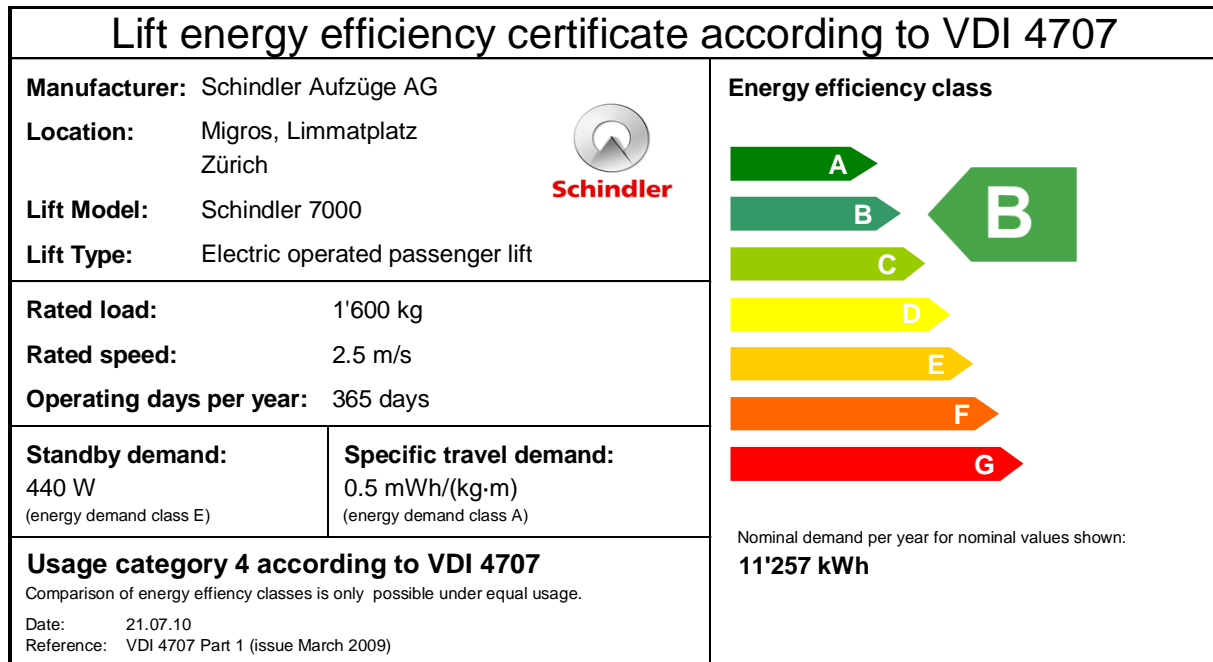 Lift energy efficiency certificate according to VDI 4707
Manufacturer: Schindler Aufzüge AG
Location: Migros, Limmatplatz
Zürich
Schindler
Lift Model: Schindler 7000
Lift Type: Electric operated passenger lift
Rated load: 1'600 kg
Rated speed: 2.5 m/s
Operating days per year: 365 days
Standby demand:
440 W
(energy demand class E)
Specific travel demand:
0.5 mWh/(kg·m)
(energy demand class A)
Usage category 4 according to VDI 4707
Comparison of energy effiency classes is only possible under equal usage.
Date: 21.07.10
Reference: VDI 4707 Part 1 (issue March 2009)
Energy efficiency class
A
B
B
C
D
E
F
G
Nominal demand per year for nominal values shown:
11'257 kWh